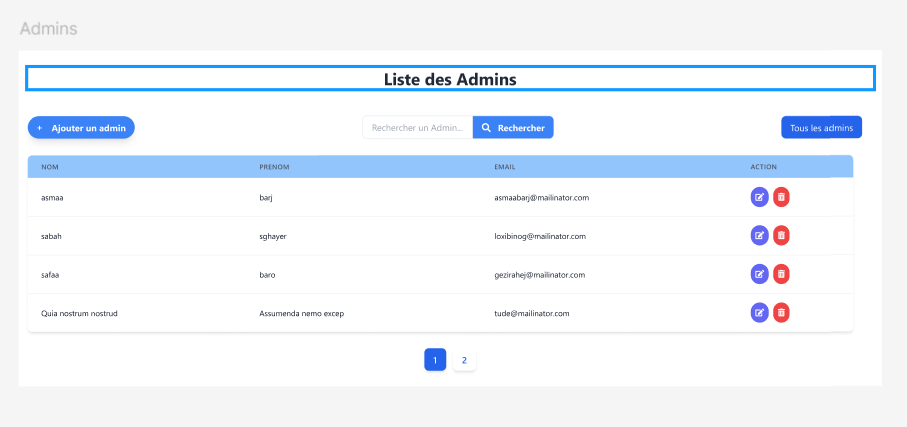 Admins
Liste des Admins
+ Ajouter un admin
Rechercher un Admin...
Rechercher
Tous les admins
NOM PRENOM EMAIL ACTION
asmaa barj asmaabarj@mailinator.com
sabah sghayer loxibinog@mailinator.com
safaa baro gezirahej@mailinator.com
Quia nostrum nostrud Assumenda nemo excep tude@mailinator.com
1 2